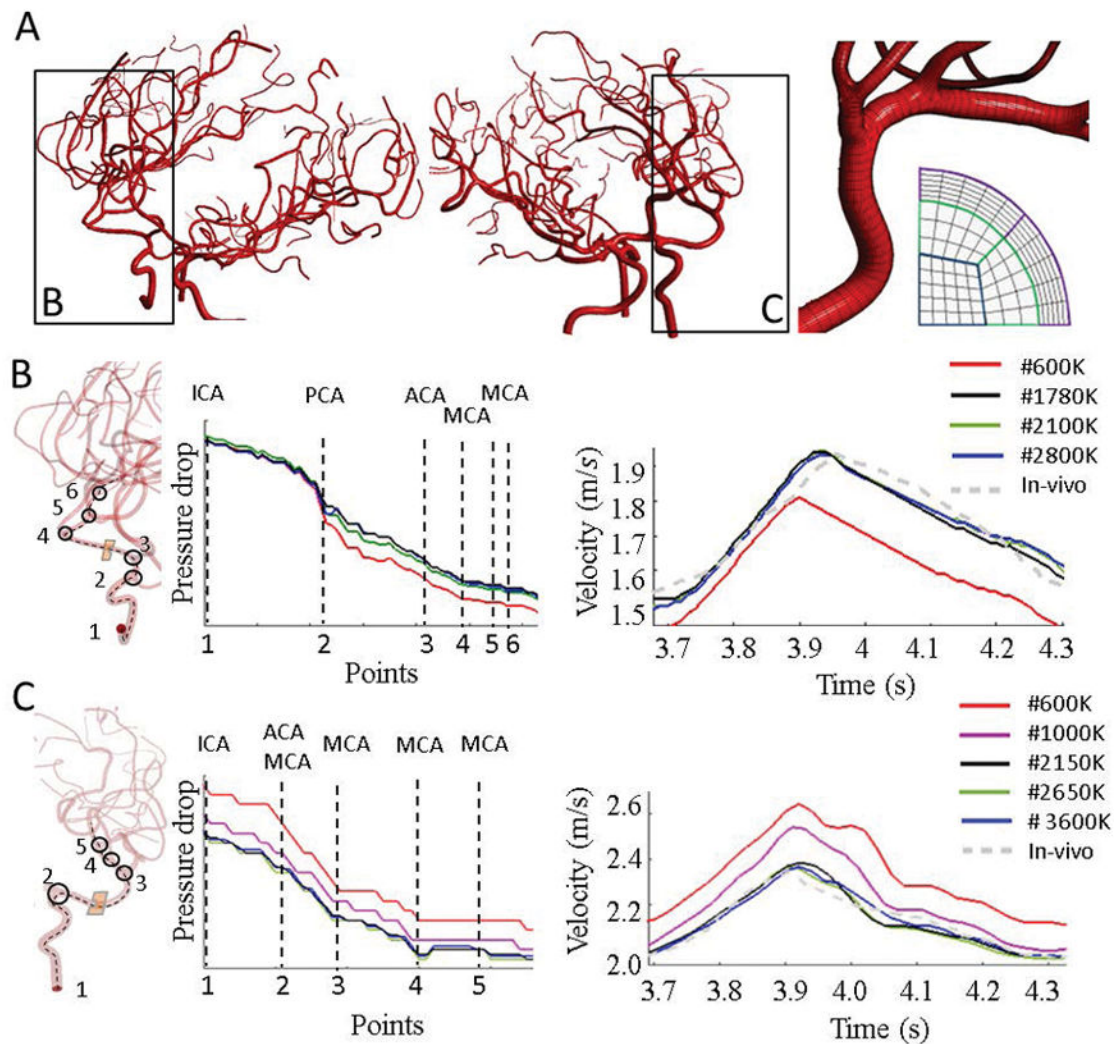 A
B
C
B
ICA
PCA
ACA
MCA
MCA
Pressure drop
1
2
3
4
5
6
Points
6
5
4
3
2
1
#600K
#1780K
#2100K
#2800K
In-vivo
Velocity (m/s)
1.9
1.8
1.7
1.6
1.5
3.7
3.8
3.9
4
4.1
4.2
4.3
Time (s)
C
ICA
ACA
MCA
MCA
MCA
MCA
Pressure drop
1
2
3
4
5
Points
5
4
3
2
1
#600K
#1000K
#2150K
#2650K
# 3600K
In-vivo
Velocity (m/s)
2.6
2.4
2.2
2.0
3.7
3.8
3.9
4.0
4.1
4.2
4.3
Time (s)